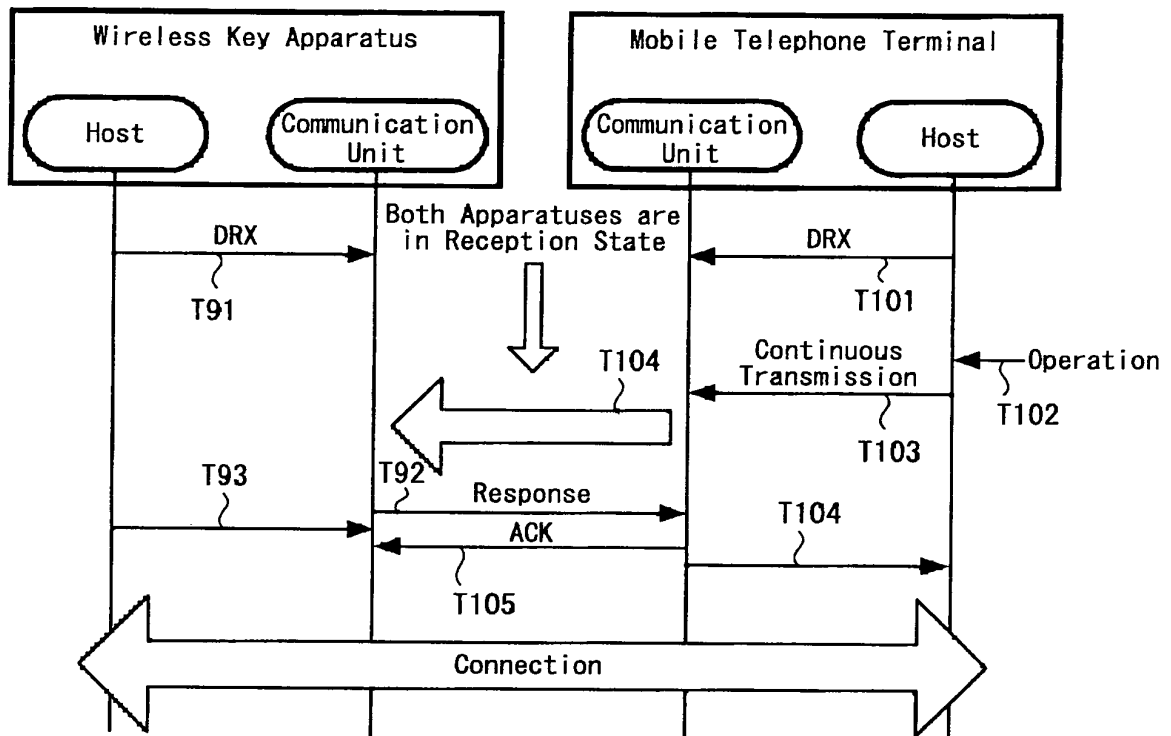 Wireless Key Apparatus
Mobile Telephone Terminal
Host
Communication
Unit
Communication
Unit
Host
Both Apparatuses are
in Reception State
DRX
DRX
T91
T101
T104
Continuous
Transmission
Operation
T102
T103
T93
T92
Response
T104
ACK
T105
Connection